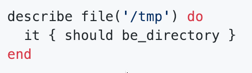 describe file('/tmp') do
  it { should be_directory }
end